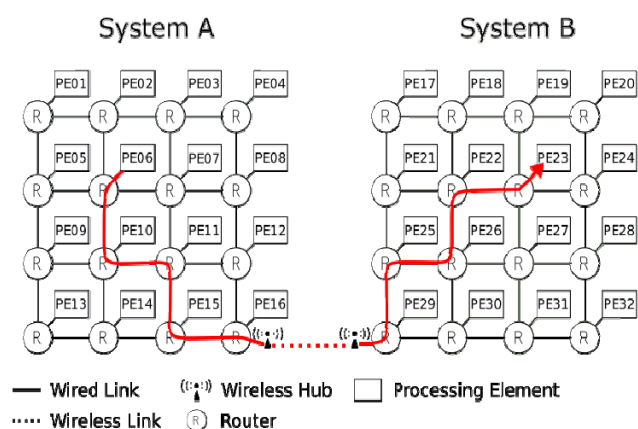 System A System B
PE01 PE02 PE03 PE04 PE17 PE18 PE19 PE20
R R R R R R R R
PE05 PE06 PE07 PE08 PE21 PE22 PE23 PE24
R R R R R R R R
PE09 PE10 PE11 PE12 PE25 PE26 PE27 PE28
R R R R R R R R
PE13 PE14 PE15 PE16 PE29 PE30 PE31 PE32
R R R R R R R R
Wired Link Wireless Hub Processing Element
Wireless Link R Router